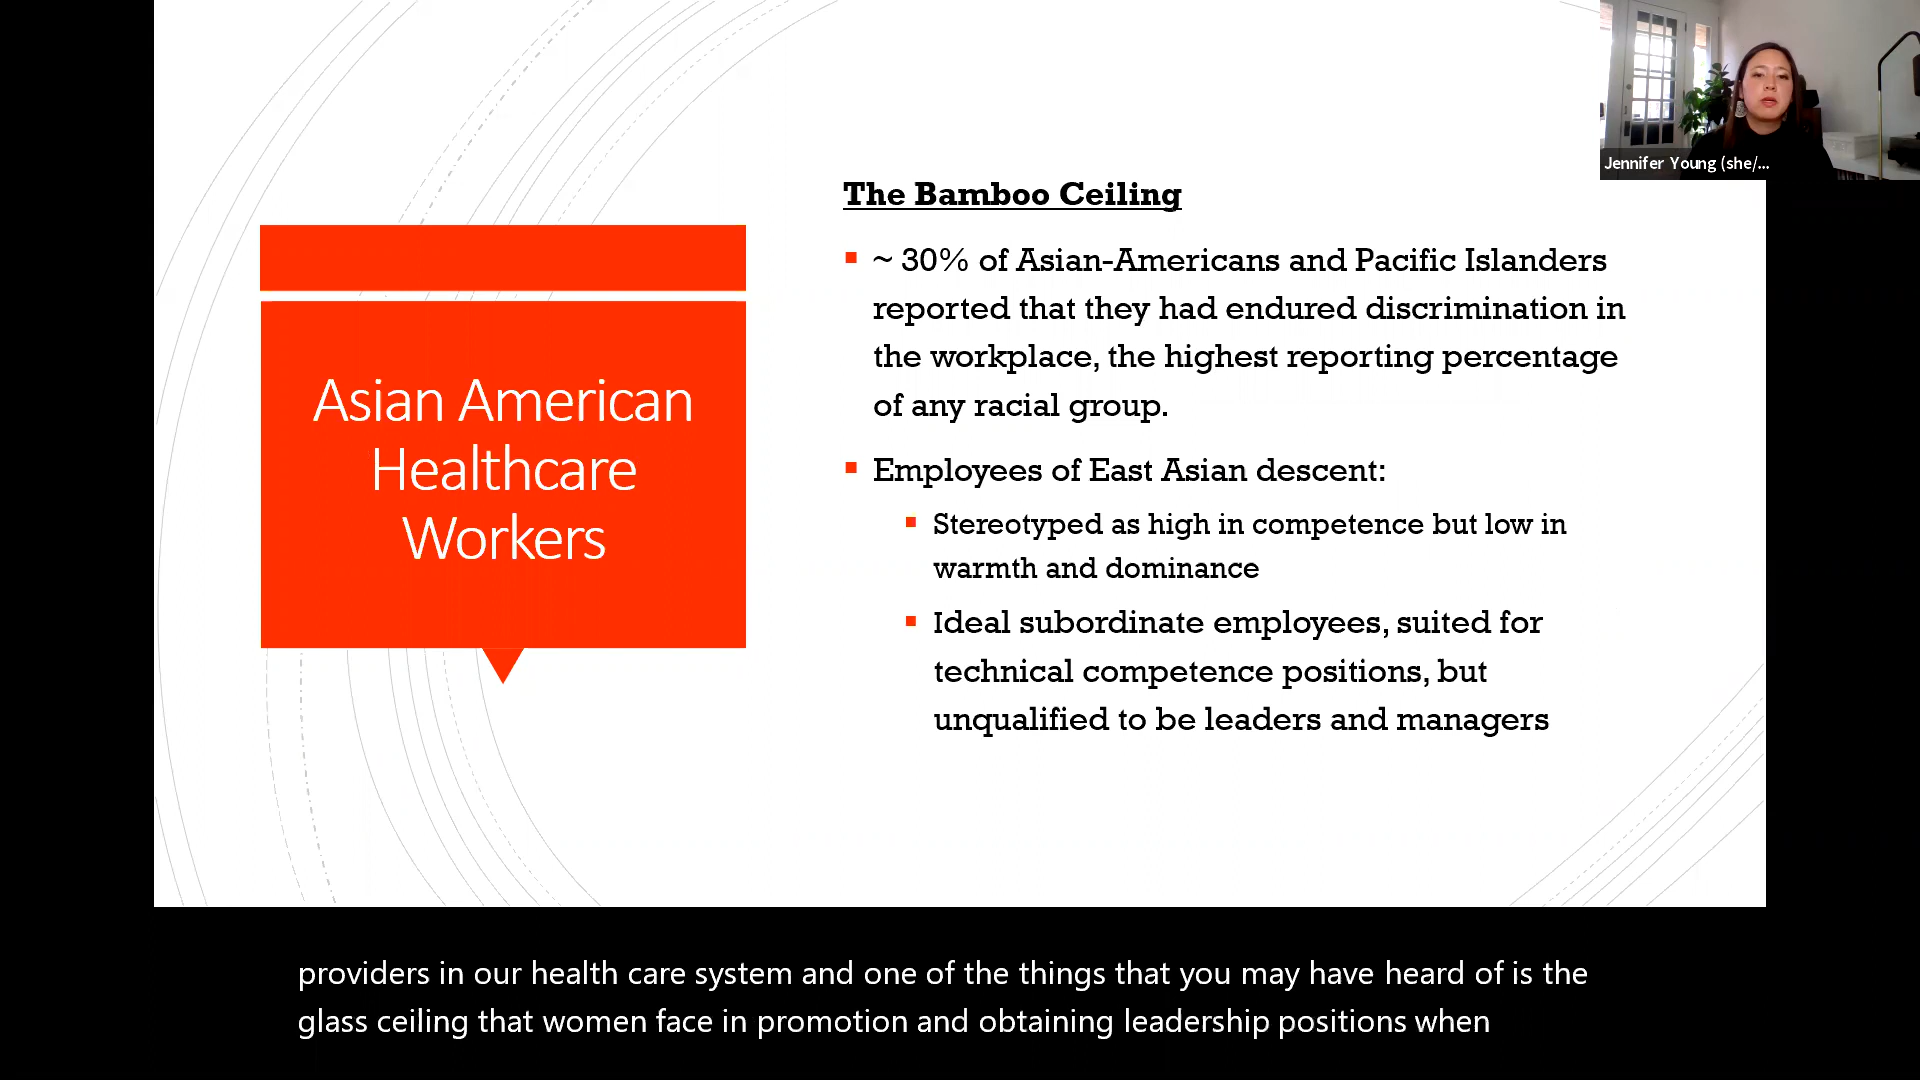 Jennifer Young (she/...
The Bamboo Ceiling
~ 30% of Asian-Americans and Pacific Islanders
reported that they had endured discrimination in
the workplace, the highest reporting percentage
of any racial group.
Employees of East Asian descent:
Stereotyped as high in competence but low in
warmth and dominance
Ideal subordinate employees, suited for
technical competence positions, but
unqualified to be leaders and managers
Asian American
Healthcare
Workers
providers in our health care system and one of the things that you may have heard of is the
glass ceiling that women face in promotion and obtaining leadership positions when